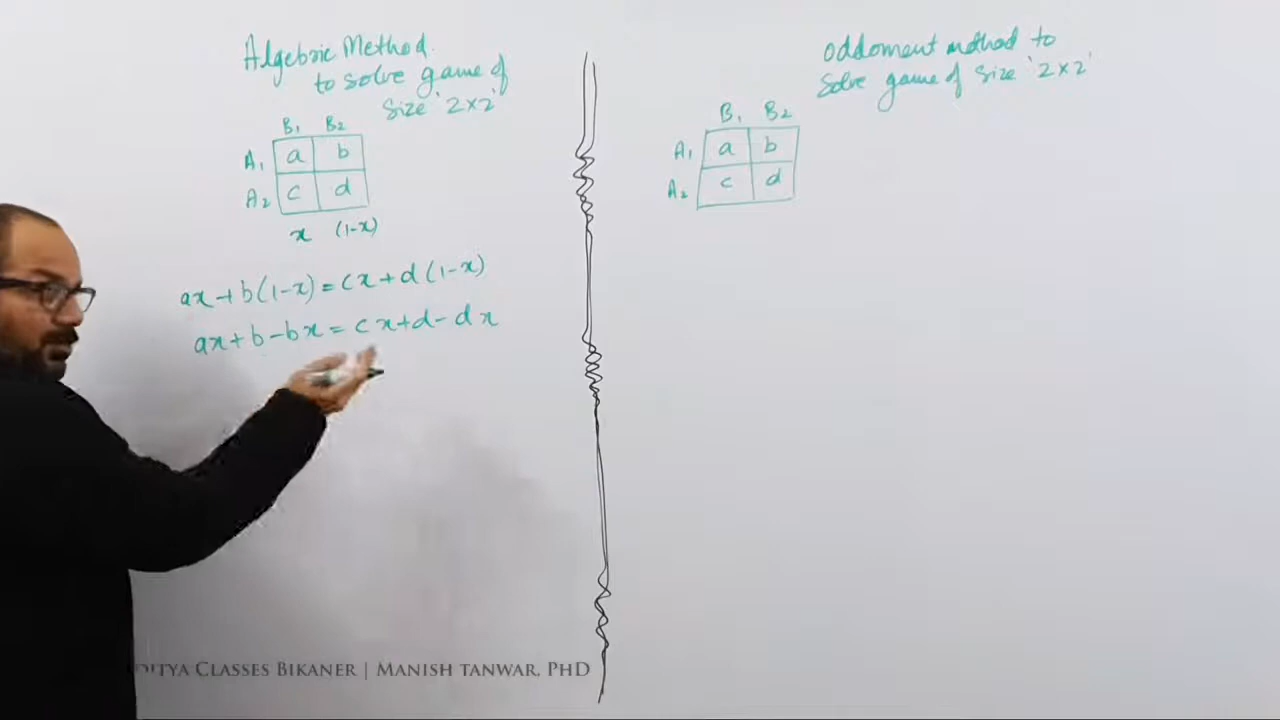 Algebric Method.
to solve game of
Size '2×2'
B₁ B₂
A₁ a b
A₂ c d
x (1-x)
ax+b(1-x)=cx+d(1-x)
ax+b-bx=cx+d-dx
Oddoment method to
Solve game of Size '2×2'
B₁ B₂
A₁ a b
A₂ c d
DITYA CLASSES BIKANER | MANISH TANWAR, PHD